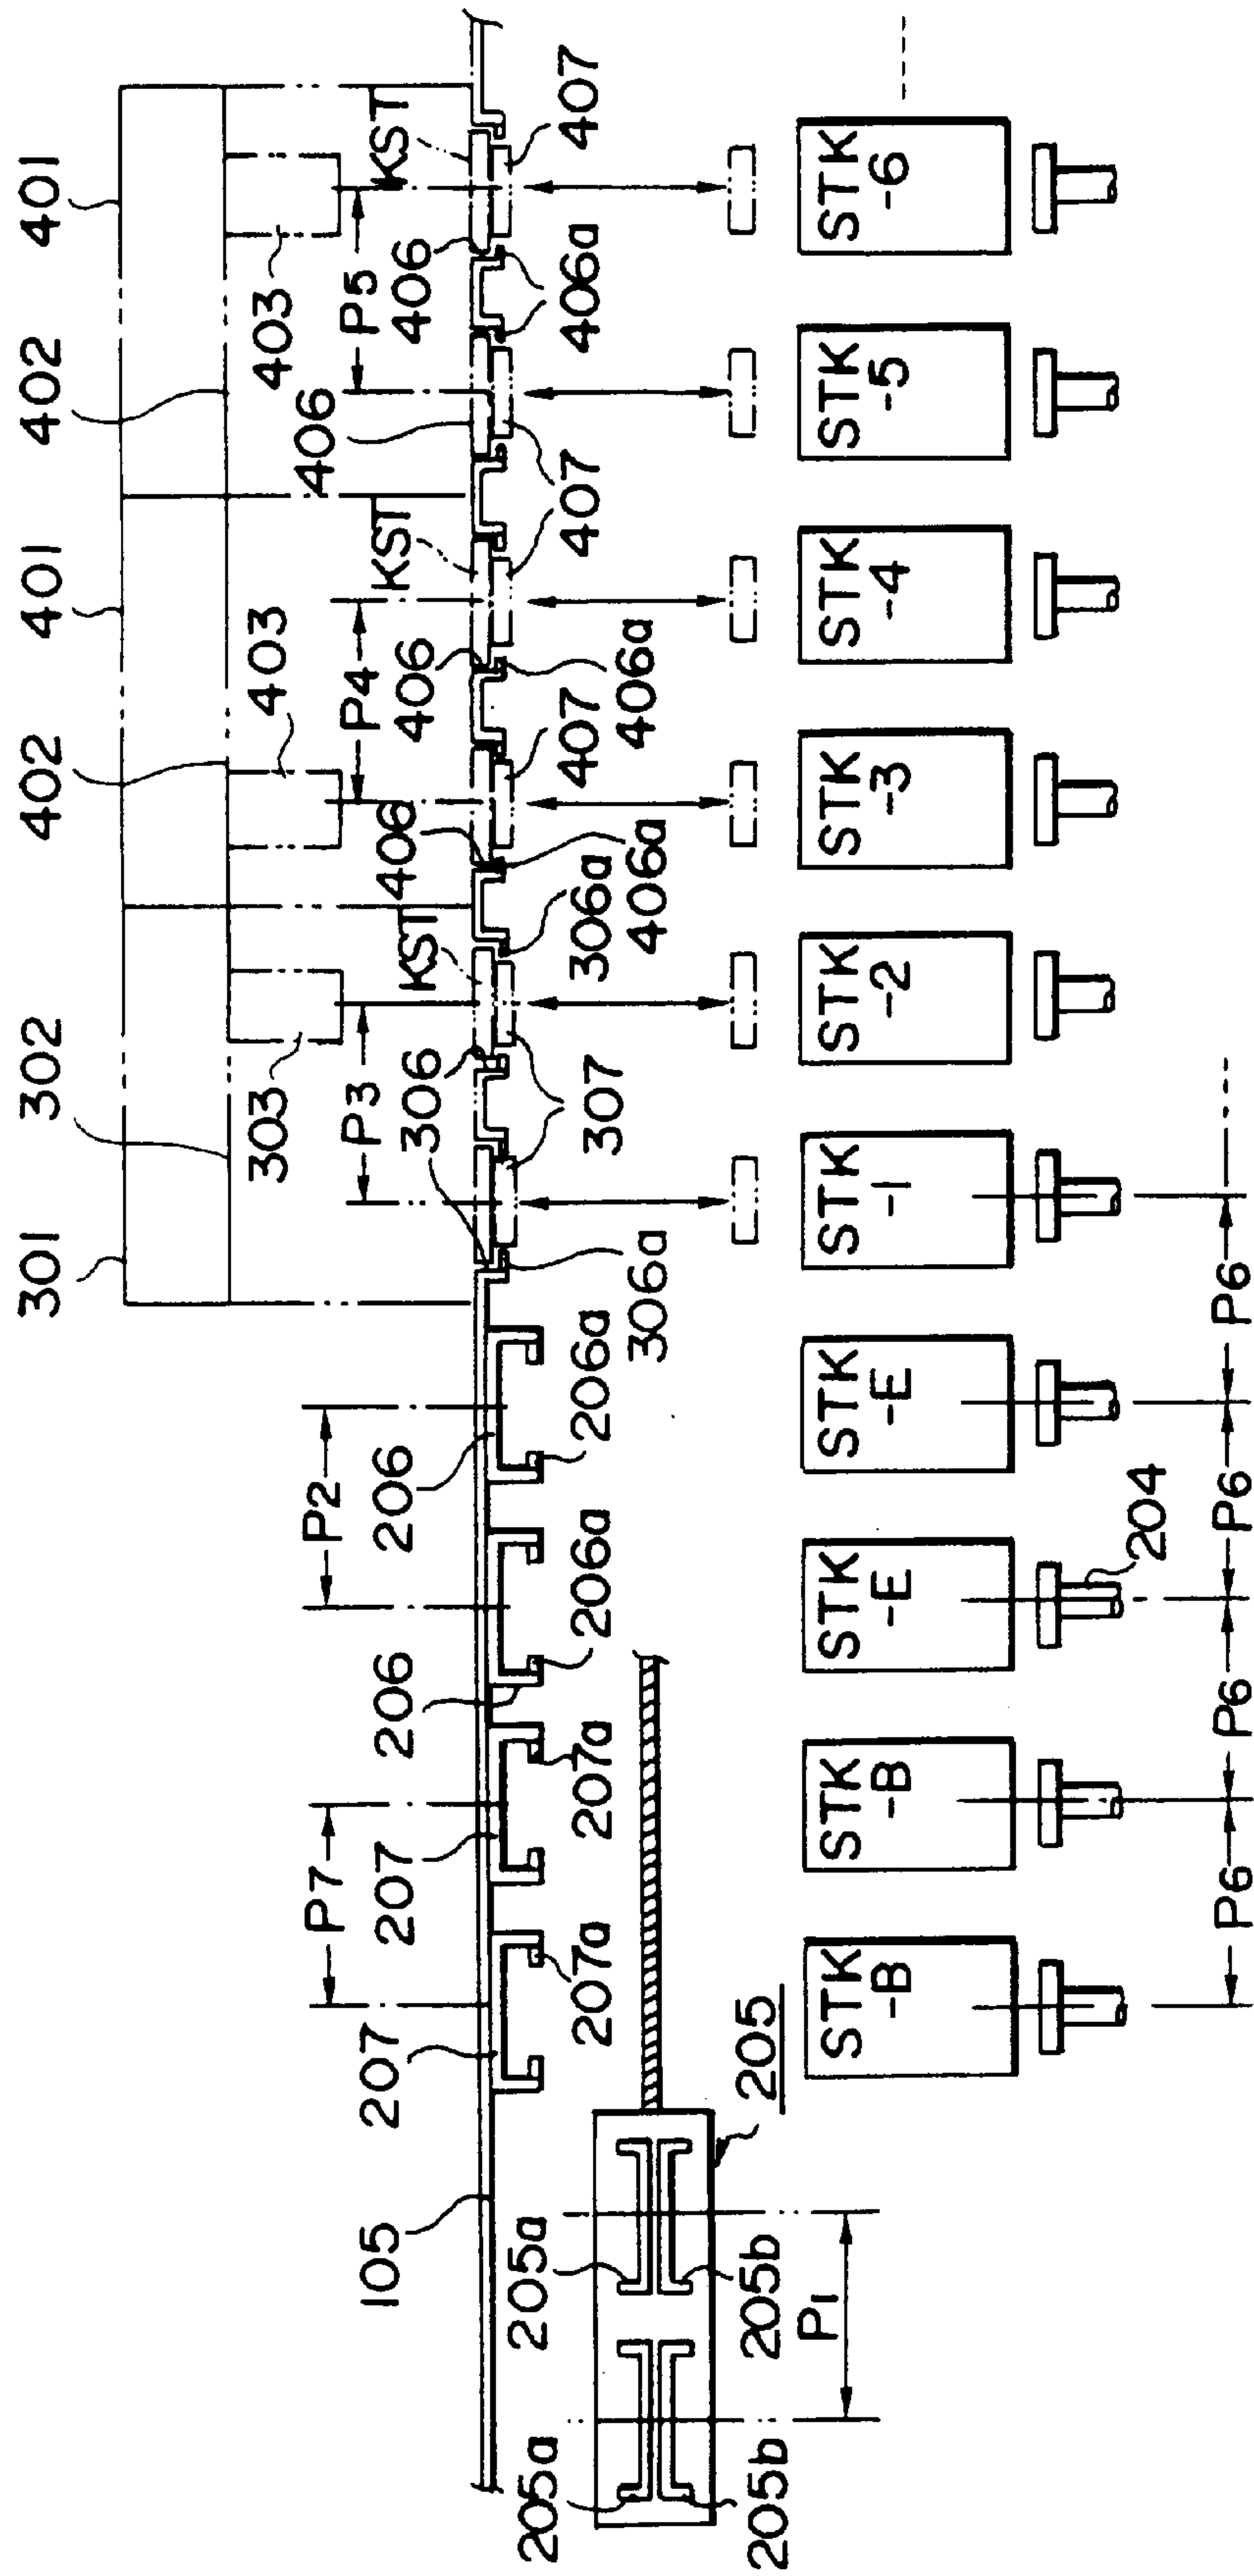 301
302
402
401
402
401
303
403
403
P7
P2
P3
P4
P5
406
105
207
207
206
206
306
KST
406
406
KST
406
KST
205a
205a
207a
207a
206a
206a
307
306a
407
407
406a
407
306a
406a
406a
205b
205b
205
P1
STK
-B
STK
-B
STK
-E
STK
-E
STK
-1
STK
-2
STK
-3
STK
-4
STK
-5
STK
-6
204
P6
P6
P6
P6